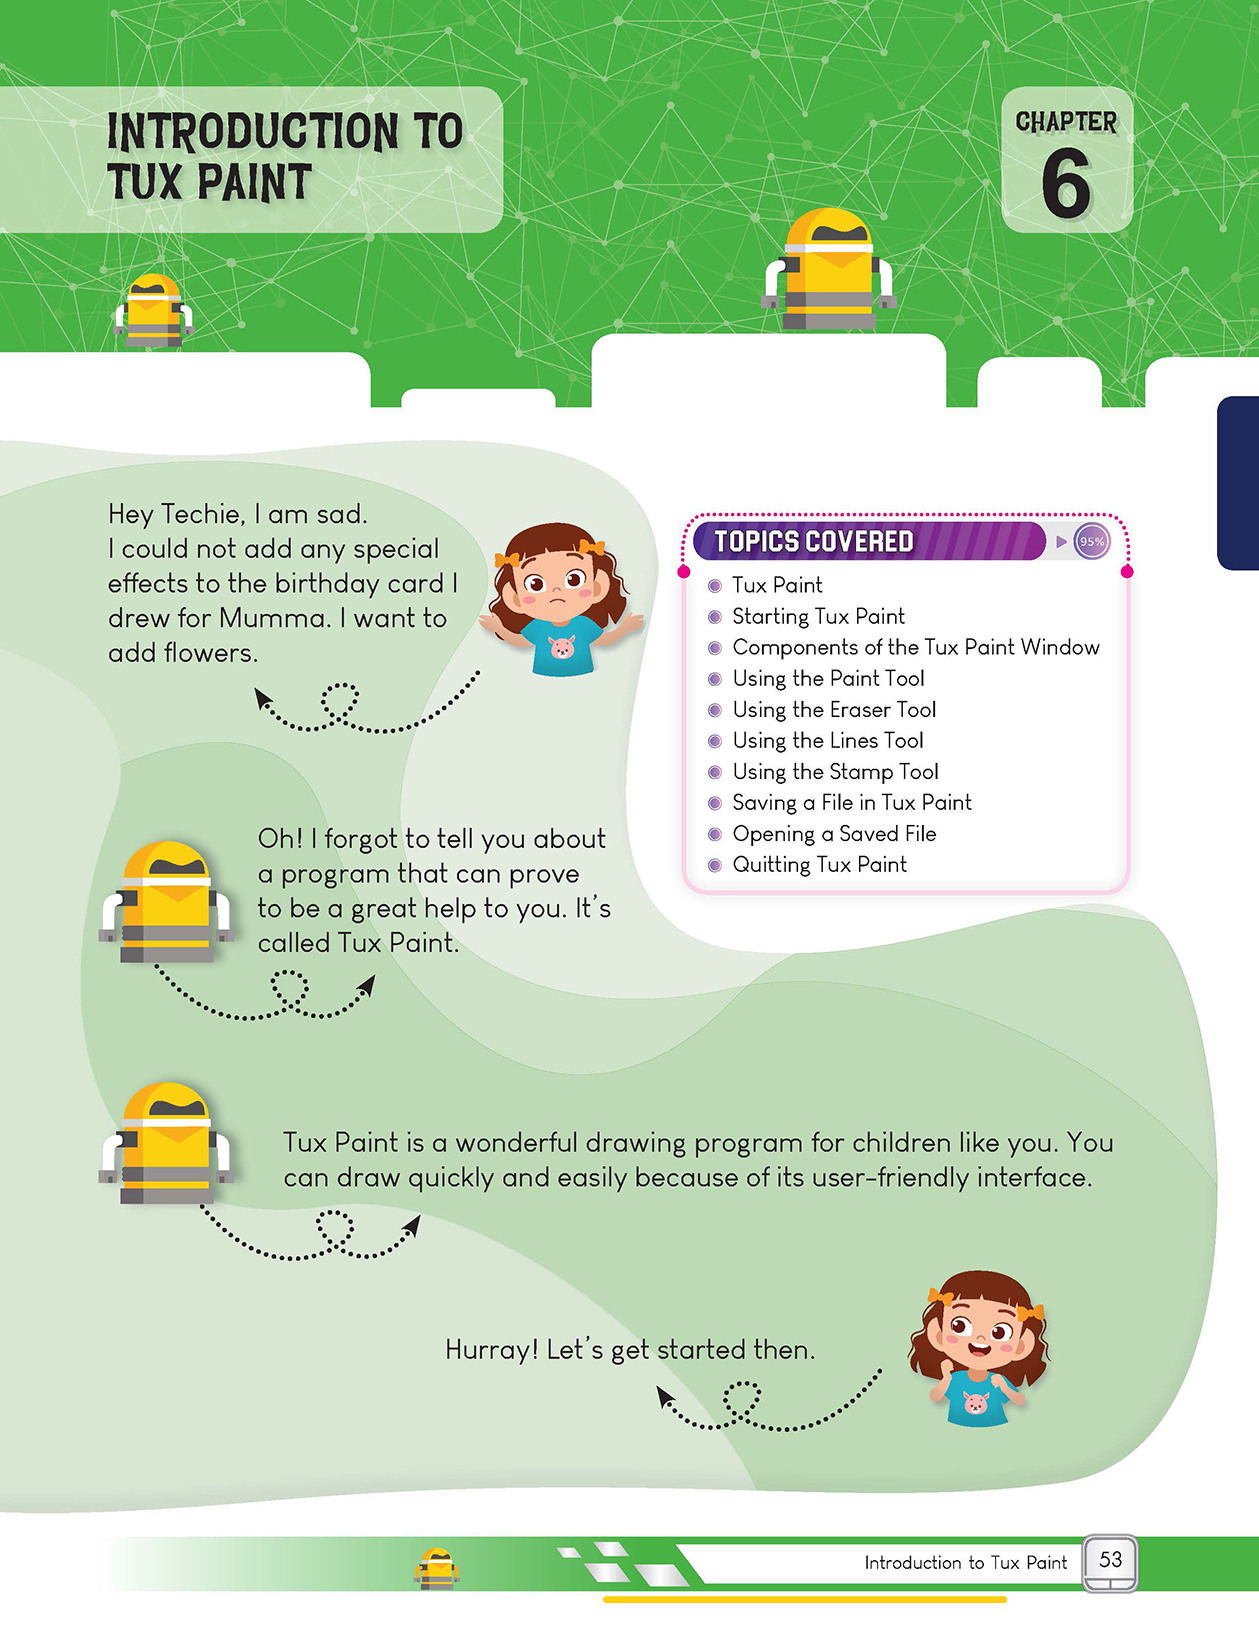 INTRODUCTION TO
TUX PAINT
CHAPTER
6
Hey Techie, I am sad.
I could not add any special
effects to the birthday card I
drew for Mumma. I want to
add flowers.
TOPICS COVERED
95%
Tux Paint
Starting Tux Paint
Components of the Tux Paint Window
Using the Paint Tool
Using the Eraser Tool
Using the Lines Tool
Using the Stamp Tool
Saving a File in Tux Paint
Opening a Saved File
Quitting Tux Paint
Oh! I forgot to tell you about
a program that can prove
to be a great help to you. It's
called Tux Paint.
Tux Paint is a wonderful drawing program for children like you. You
can draw quickly and easily because of its user-friendly interface.
Hurray! Let's get started then.
Introduction to Tux Paint
53